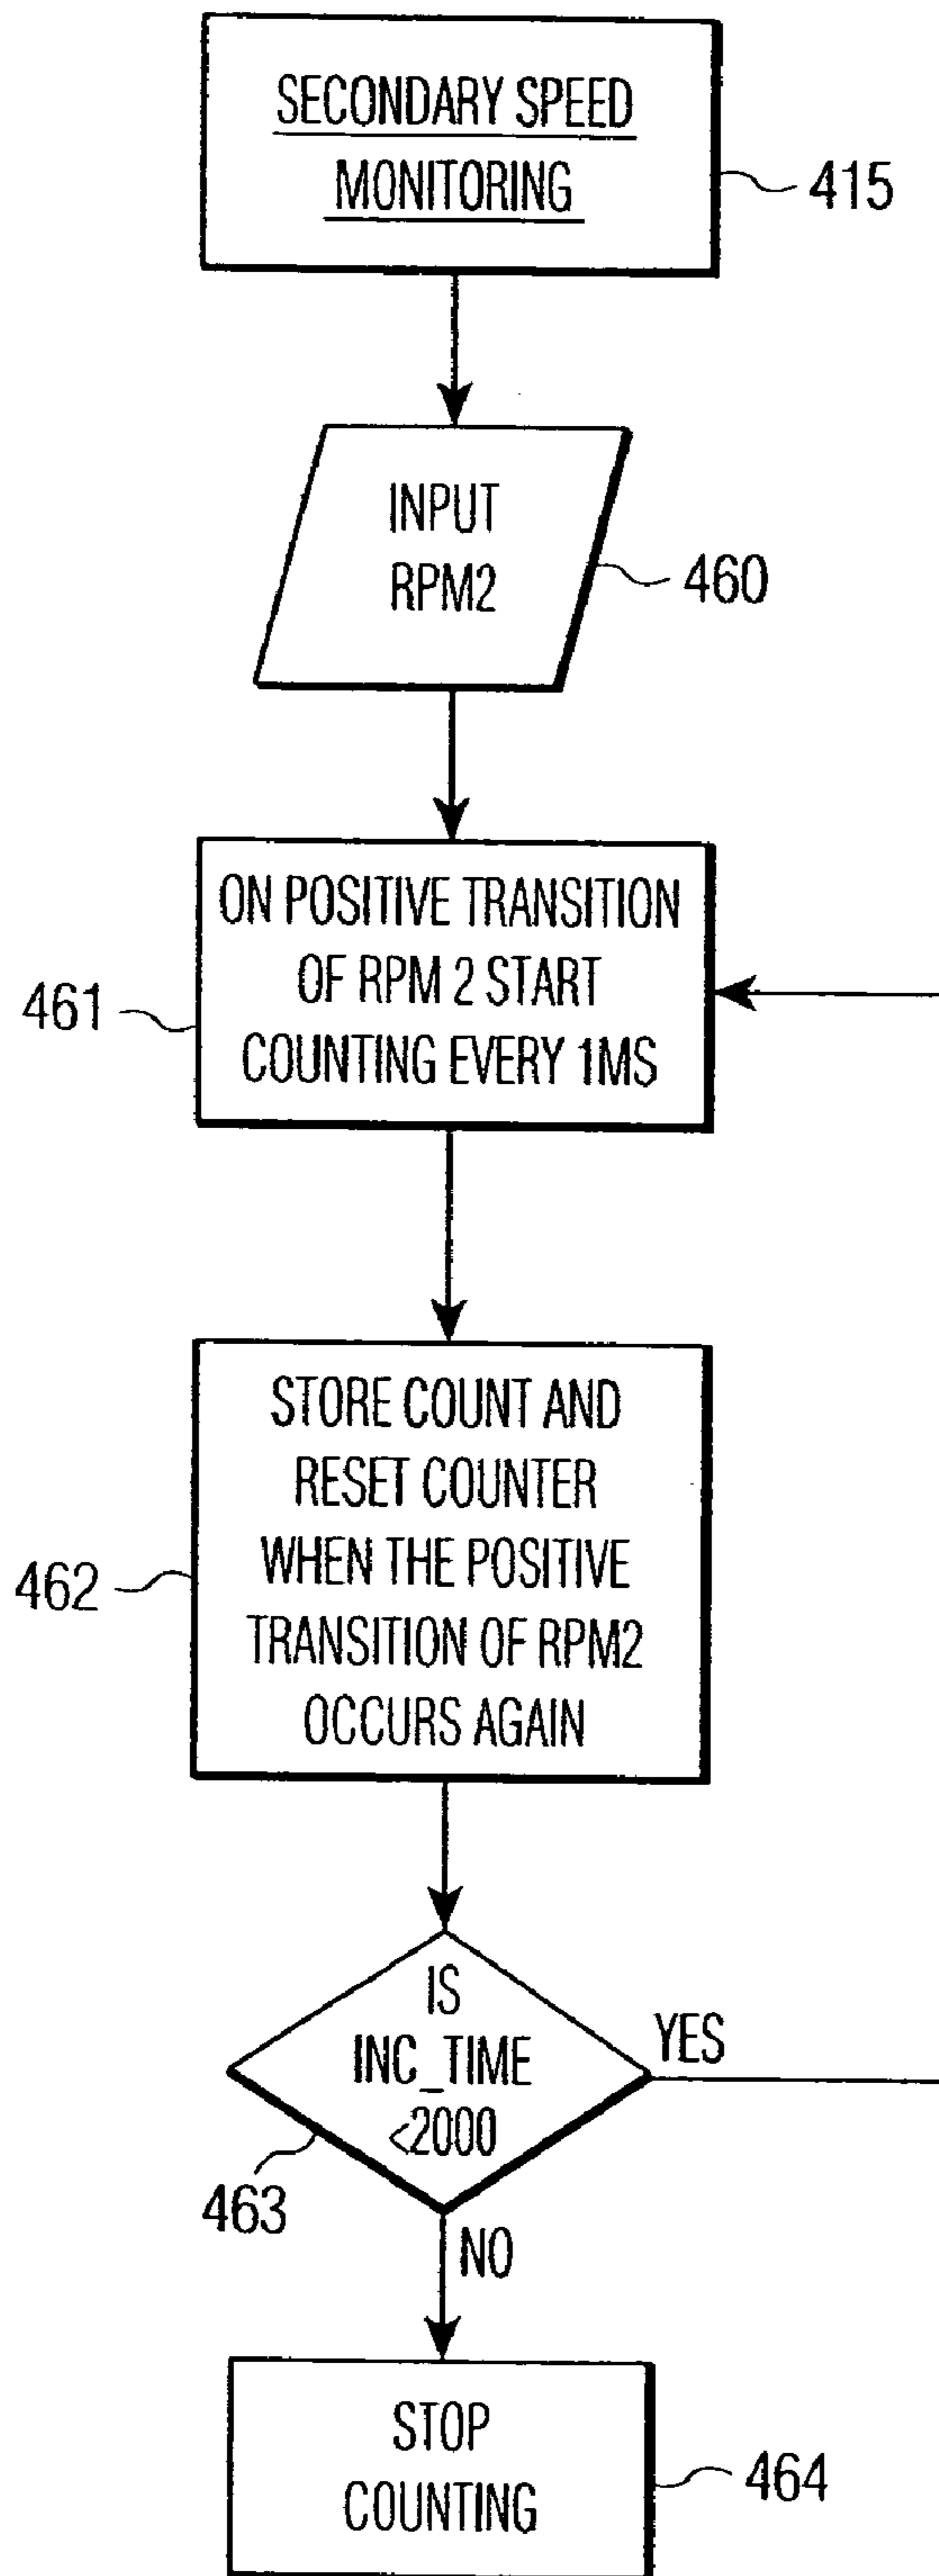 SECONDARY SPEED
MONITORING
415
INPUT
RPM2
460
ON POSITIVE TRANSITION
OF RPM 2 START
COUNTING EVERY 1MS
461
STORE COUNT AND
RESET COUNTER
WHEN THE POSITIVE
TRANSITION OF RPM2
OCCURS AGAIN
462
IS
INC_TIME
<2000
YES
463
NO
STOP
COUNTING
464